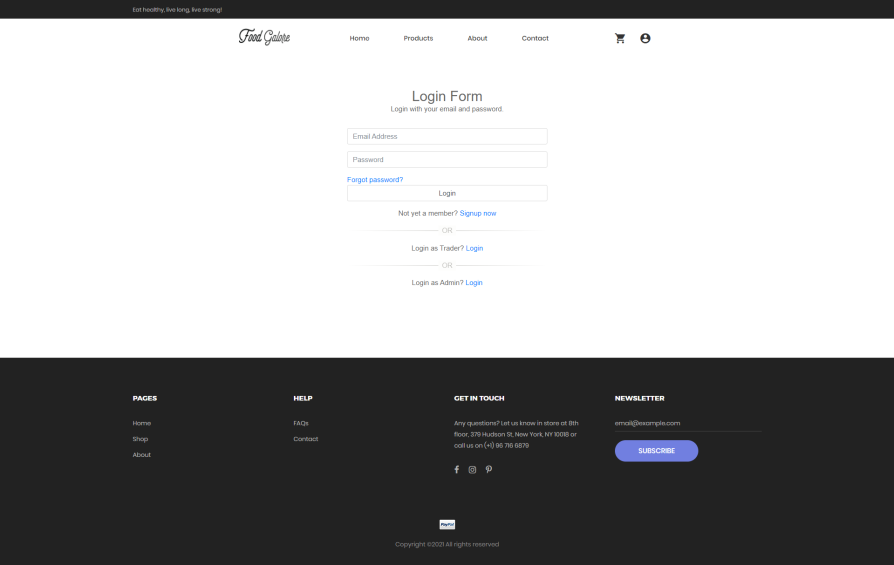 Eat healthy, live long, live strong!
Food Galore
Home
Products
About
Contact
Login Form
Login with your email and password.
Email Address
Password
Forgot password?
Login
Not yet a member? Signup now
OR
Login as Trader? Login
OR
Login as Admin? Login
PAGES
Home
Shop
About
HELP
FAQs
Contact
GET IN TOUCH
Any questions? Let us know in store at 8th
floor, 379 Hudson St, New York, NY 10018 or
call us on (+1) 96 716 6879
NEWSLETTER
email@example.com
SUBSCRIBE
PayPal
Copyright ©2021 All rights reserved